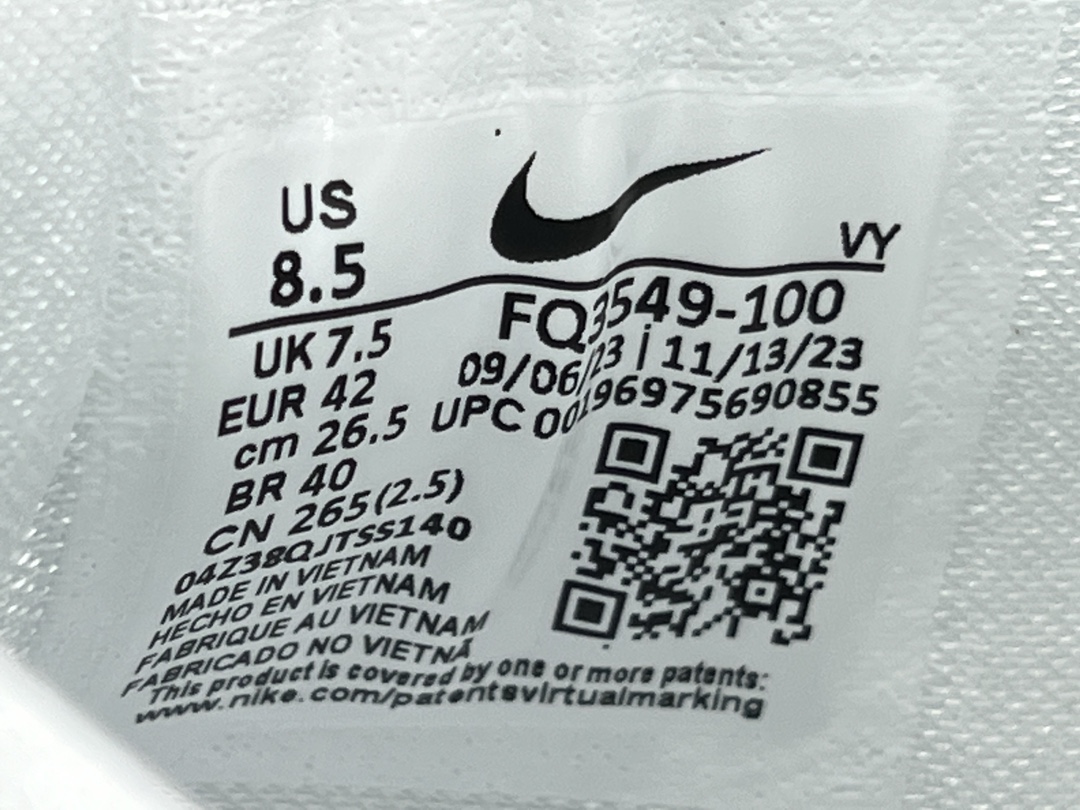 US
8.5
VY
UK 7.5
EUR 42
cm 26.5
BR 40
CN 265(2.5)
FQ3549-100
09/06/23 | 11/13/23
UPC 00196975690855
04Z38QJTSS140
MADE IN VIETNAM
HECHO EN VIETNAM
FABRIQUE AU VIETNAM
FABRICADO NO VIETNÃ
This product is covered by one or more patents:
www.nike.com/patentsvirtualmarking